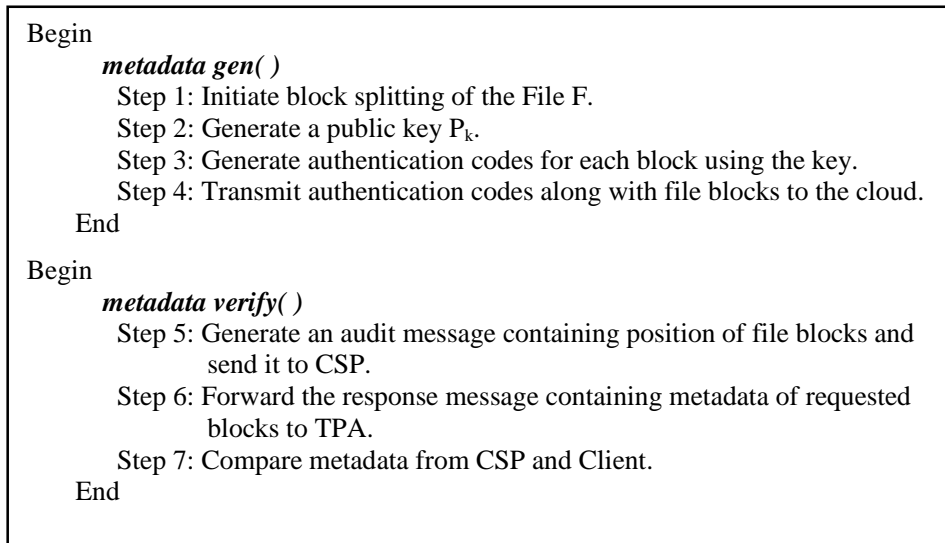 Begin
metadata gen( )
Step 1: Initiate block splitting of the File F.
Step 2: Generate a public key Pk.
Step 3: Generate authentication codes for each block using the key.
Step 4: Transmit authentication codes along with file blocks to the cloud.
End
Begin
metadata verify( )
Step 5: Generate an audit message containing position of file blocks and
send it to CSP.
Step 6: Forward the response message containing metadata of requested
blocks to TPA.
Step 7: Compare metadata from CSP and Client.
End